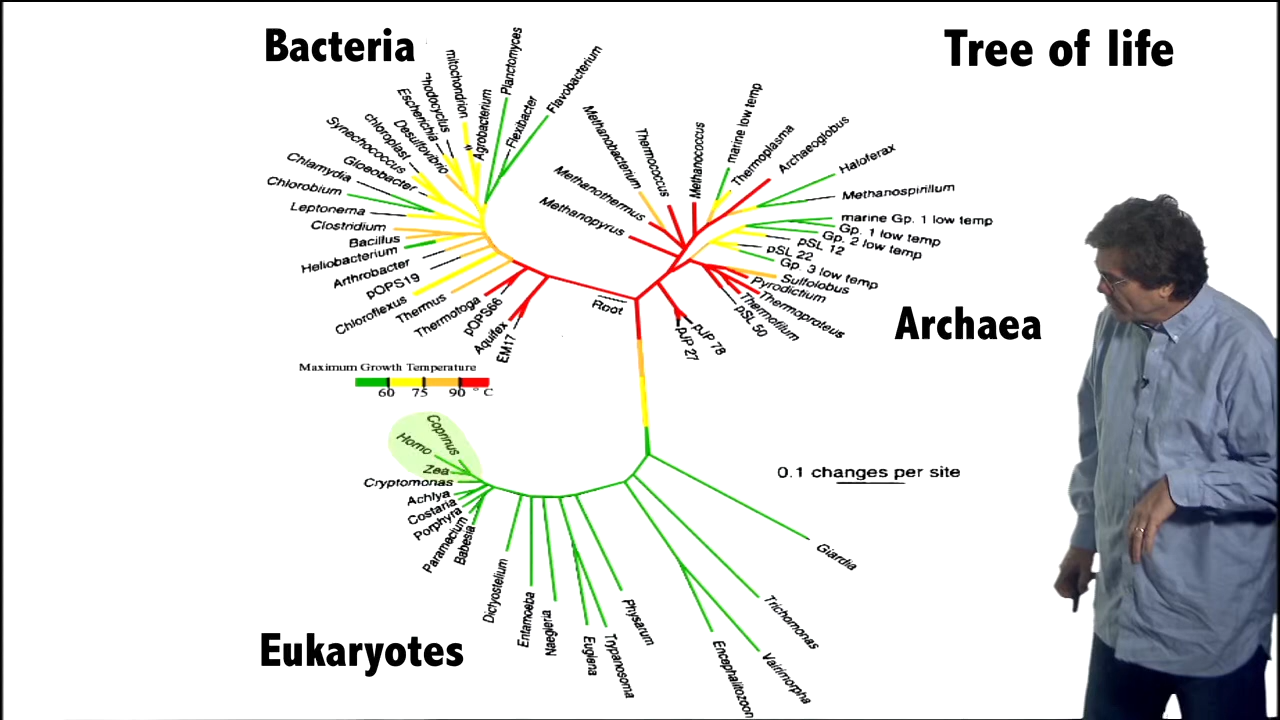 Bacteria
Tree of life
mitochondrion
Planctomyces
Flavobacterium
Flexibacter
Agrobacterium
Rhodocyclus
Escherichia
Desulfovibrio
chloroplast
Synechococcus
Gloeobacter
Chlamydia
Chlorobium
Leptonema
Clostridium
Bacillus
Heliobacterium
Arthrobacter
pOPS19
Chloroflexus
Thermus
Thermotoga
pOPS66
Aquifex
EM17
Root
Methanobacterium
Thermococcus
Methanococcus
Methanothermus
Methanopyrus
marine low temp
Thermoplasma
Archaeoglobus
Haloferax
Methanospirillum
marine Gp. 1 low temp
Gp. 1 low temp
Gp. 2 low temp
pSL 12
pSL 22
Gp. 3 low temp
Sulfolobus
Pyrodictium
Thermoproteus
Thermofilum
pSL 50
pJP 78
pJP 27
Archaea
Maximum Growth Temperature
60 75 90 °C
Coprinus
Homo
Zea
Cryptomonas
Achlya
Costaria
Porphyra
Paramecium
Babesia
Dictyostelium
Entamoeba
Naegleria
Euglena
Trypanosoma
Physarum
Encephalitozoon
Vairimorpha
Trichomonas
Giardia
0.1 changes per site
Eukaryotes